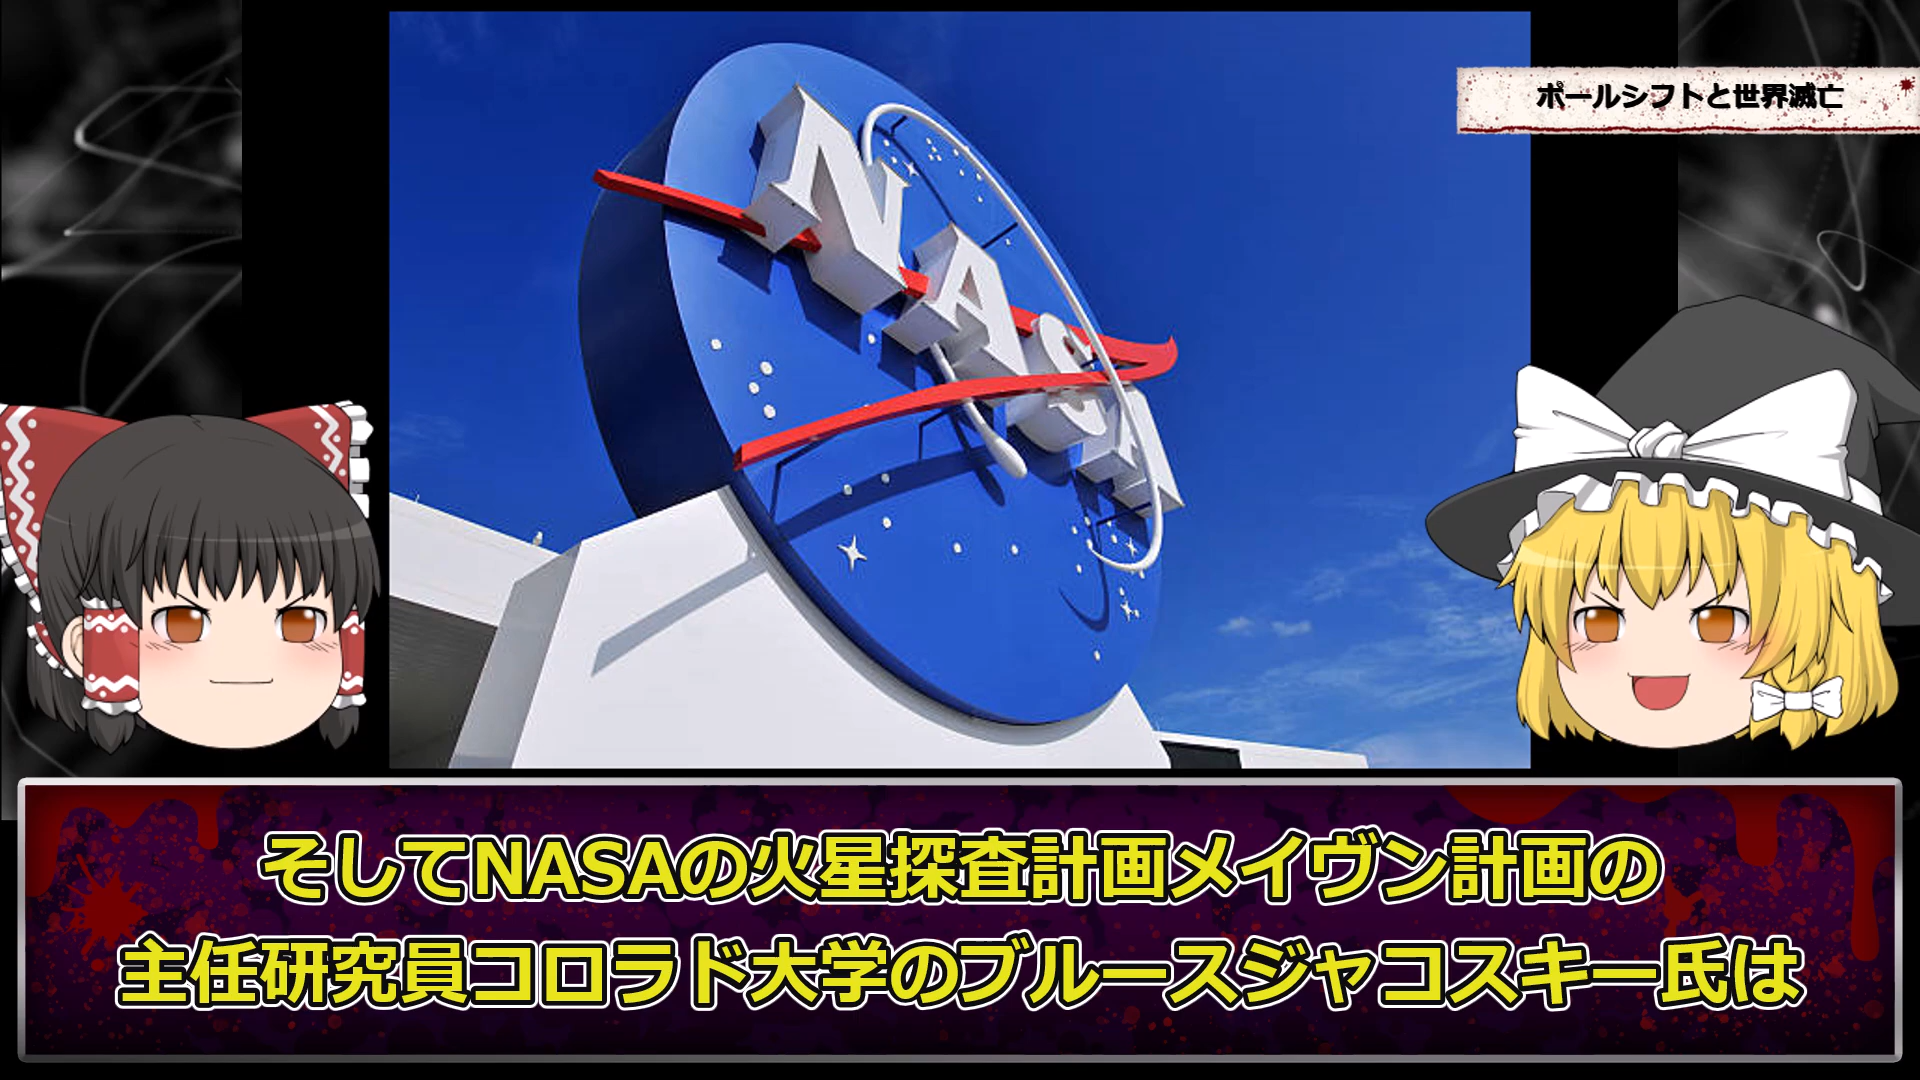 ポールシフトと世界滅亡
NASA
そしてNASAの火星探査計画メイヴン計画の
主任研究員コロラド大学のブルースジャコスキー氏は